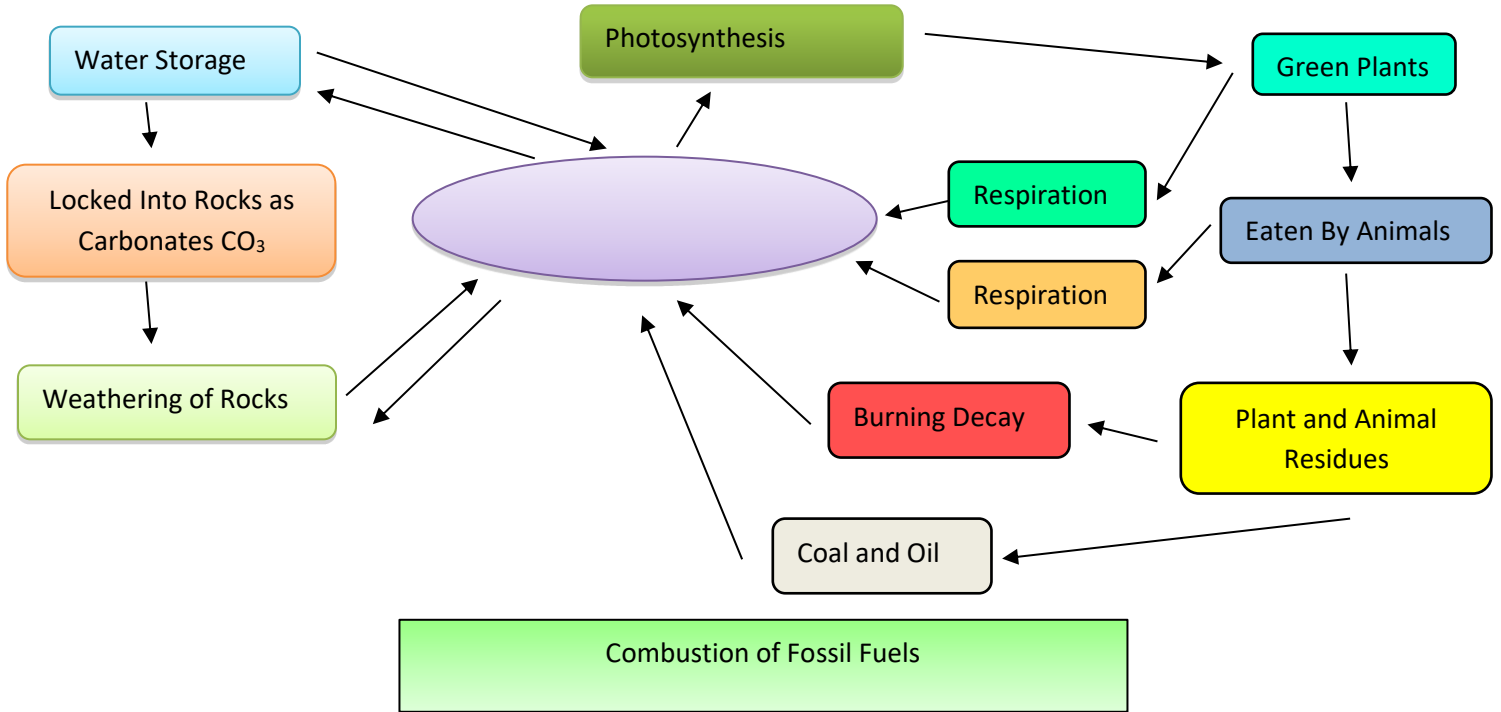 Photosynthesis
Water Storage
Green Plants
Locked Into Rocks as
Carbonates CO₃
Respiration
Eaten By Animals
Respiration
Weathering of Rocks
Burning Decay
Plant and Animal
Residues
Coal and Oil
Combustion of Fossil Fuels